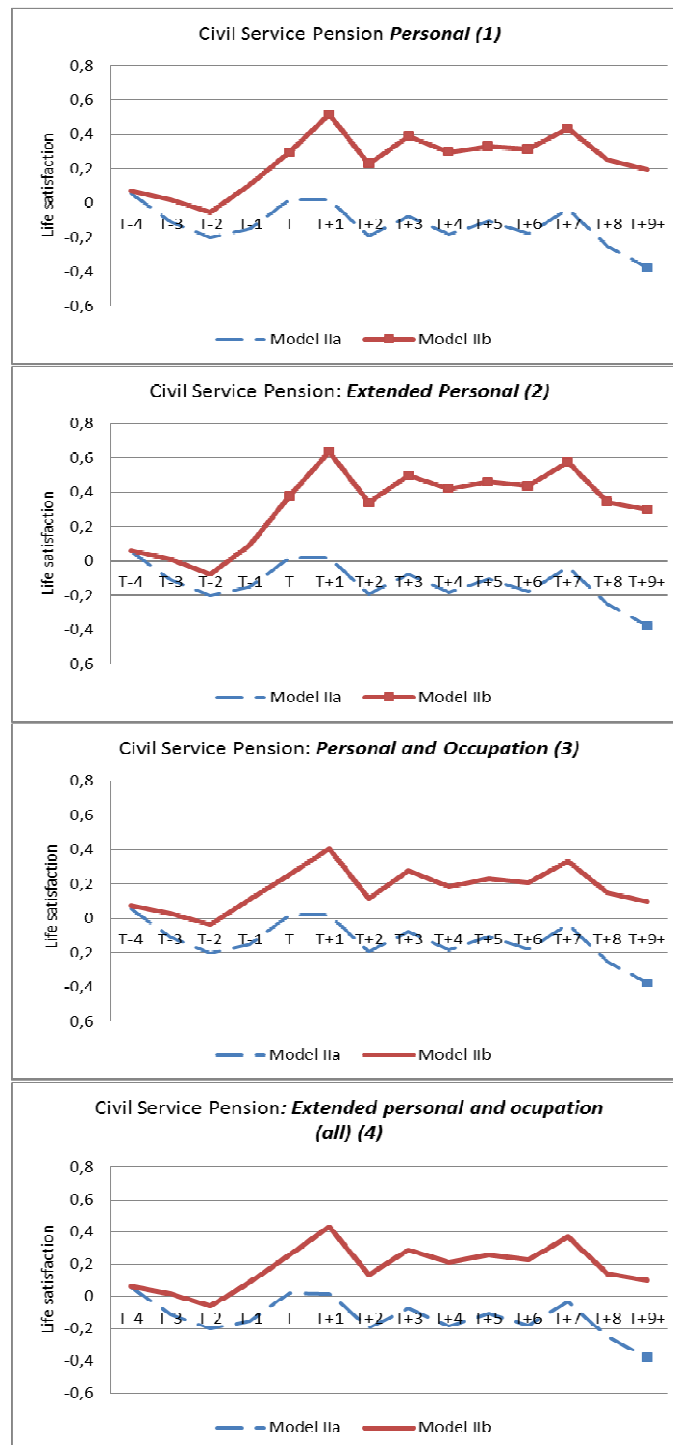 Civil Service Pension Personal (1)
0,8
0,6
0,4
0,2
0
-0,2
-0,4
-0,6
Life satisfaction
T-4 T-3 T-2 T-1 T T+1 T+2 T+3 T+4 T+5 T+6 T+7 T+8 T+9+
Model IIa Model IIb
Civil Service Pension: Extended Personal (2)
0,8
0,6
0,4
0,2
0
-0,2
-0,4
0,6
Life satisfaction
T-4 T-3 T-2 T-1 T T+1 T+2 T+3 T+4 T+5 T+6 T+7 T+8 T+9+
Model IIa Model IIb
Civil Service Pension: Personal and Occupation (3)
0,8
0,6
0,4
0,2
0
-0,2
-0,4
0,6
Life satisfaction
T-4 T-3 T-2 T-1 T T+1 T+2 T+3 T+4 T+5 T+6 T+7 T+8 T+9+
Model IIa Model IIb
Civil Service Pension: Extended personal and ocupation
(all) (4)
0,8
0,6
0,4
0,2
0
-0,2
-0,4
-0,6
Life satisfaction
T-4 T-3 T-2 T-1 T T+1 T+2 T+3 T+4 T+5 T+6 T+7 T+8 T+9+
Model IIa Model IIb